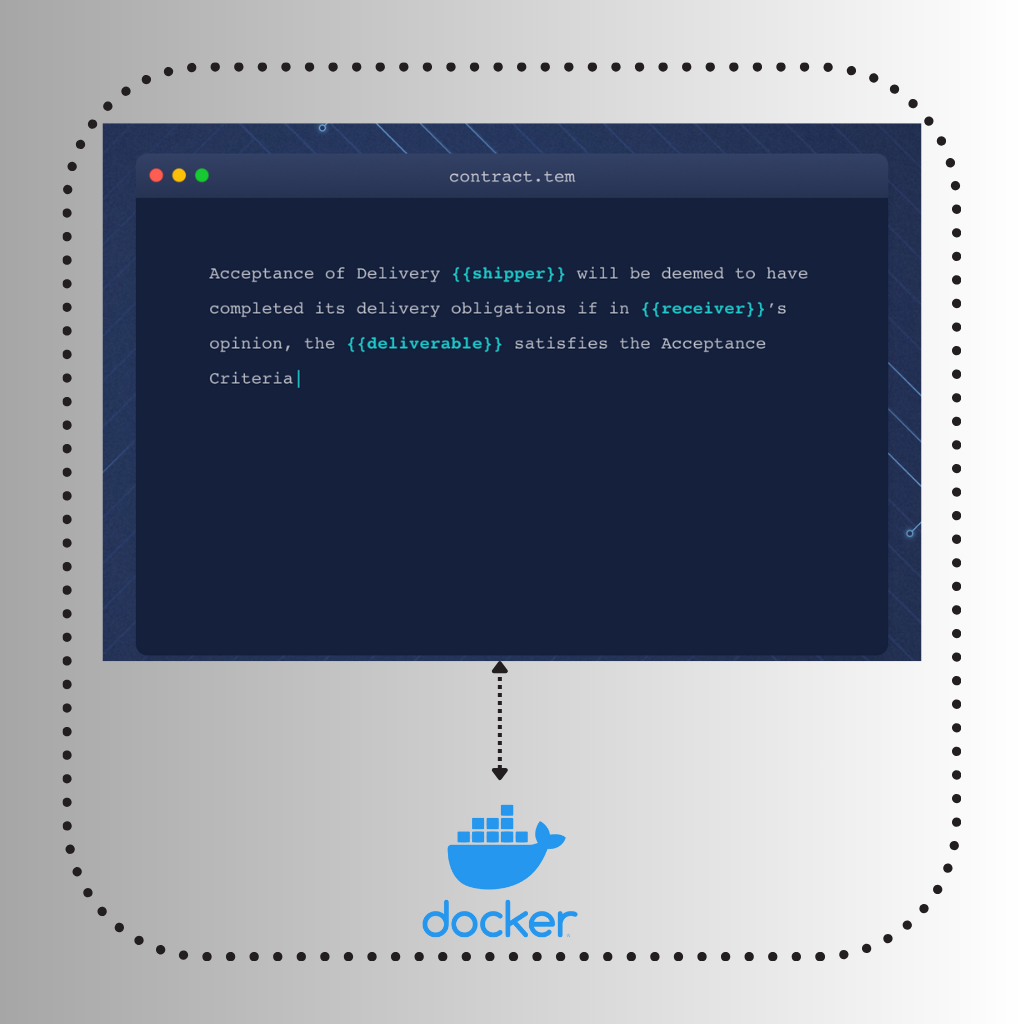 contract.tem
Acceptance of Delivery {{shipper}} will be deemed to have
completed its delivery obligations if in {{receiver}}’s
opinion, the {{deliverable}} satisfies the Acceptance
Criteria
docker